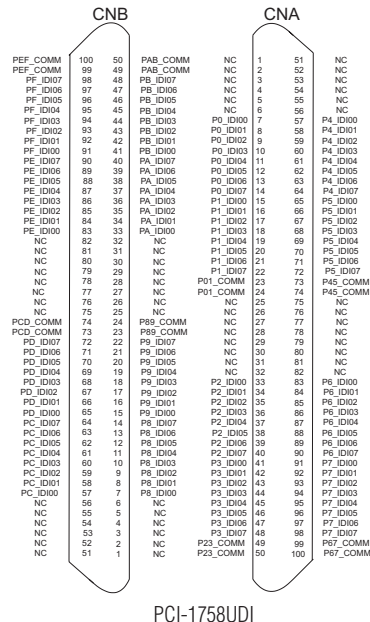 CNB
PEF_COMM 100 50 PAB_COMM
PEF_COMM 99 49 PAB_COMM
PF_IDI07 98 48 PB_IDI07
PF_IDI06 97 47 PB_IDI06
PF_IDI05 96 46 PB_IDI05
PF_IDI04 95 45 PB_IDI04
PF_IDI03 94 44 PB_IDI03
PF_IDI02 93 43 PB_IDI02
PF_IDI01 92 42 PB_IDI01
PF_IDI00 91 41 PB_IDI00
PE_IDI07 90 40 PA_IDI07
PE_IDI06 89 39 PA_IDI06
PE_IDI05 88 38 PA_IDI05
PE_IDI04 87 37 PA_IDI04
PE_IDI03 86 36 PA_IDI03
PE_IDI02 85 35 PA_IDI02
PE_IDI01 84 34 PA_IDI01
PE_IDI00 83 33 PA_IDI00
NC 82 32 NC
NC 81 31 NC
NC 80 30 NC
NC 79 29 NC
NC 78 28 NC
NC 77 27 NC
NC 76 26 NC
NC 75 25 NC
PCD_COMM 74 24 P89_COMM
PCD_COMM 73 23 P89_COMM
PD_IDI07 72 22 P9_IDI07
PD_IDI06 71 21 P9_IDI06
PD_IDI05 70 20 P9_IDI05
PD_IDI04 69 19 P9_IDI04
PD_IDI03 68 18 P9_IDI03
PD_IDI02 67 17 P9_IDI02
PD_IDI01 66 16 P9_IDI01
PD_IDI00 65 15 P9_IDI00
PC_IDI07 64 14 P8_IDI07
PC_IDI06 63 13 P8_IDI06
PC_IDI05 62 12 P8_IDI05
PC_IDI04 61 11 P8_IDI04
PC_IDI03 60 10 P8_IDI03
PC_IDI02 59 9 P8_IDI02
PC_IDI01 58 8 P8_IDI01
PC_IDI00 57 7 P8_IDI00
NC 56 6 NC
NC 55 5 NC
NC 54 4 NC
NC 53 3 NC
NC 52 2 NC
NC 51 1 NC
CNA
NC 1 51 NC
NC 2 52 NC
NC 3 53 NC
NC 4 54 NC
NC 5 55 NC
NC 6 56 NC
P0_IDI00 7 57 P4_IDI00
P0_IDI01 8 58 P4_IDI01
P0_IDI02 9 59 P4_IDI02
P0_IDI03 10 60 P4_IDI03
P0_IDI04 11 61 P4_IDI04
P0_IDI05 12 62 P4_IDI05
P0_IDI06 13 63 P4_IDI06
P0_IDI07 14 64 P4_IDI07
P1_IDI00 15 65 P5_IDI00
P1_IDI01 16 66 P5_IDI01
P1_IDI02 17 67 P5_IDI02
P1_IDI03 18 68 P5_IDI03
P1_IDI04 19 69 P5_IDI04
P1_IDI05 20 70 P5_IDI05
P1_IDI06 21 71 P5_IDI06
P1_IDI07 22 72 P5_IDI07
P01_COMM 23 73 P45_COMM
P01_COMM 24 74 P45_COMM
NC 25 75 NC
NC 26 76 NC
NC 27 77 NC
NC 28 78 NC
NC 29 79 NC
NC 30 80 NC
NC 31 81 NC
NC 32 82 NC
P2_IDI00 33 83 P6_IDI00
P2_IDI01 34 84 P6_IDI01
P2_IDI02 35 85 P6_IDI02
P2_IDI03 36 86 P6_IDI03
P2_IDI04 37 87 P6_IDI04
P2_IDI05 38 88 P6_IDI05
P2_IDI06 39 89 P6_IDI06
P2_IDI07 40 90 P6_IDI07
P3_IDI00 41 91 P7_IDI00
P3_IDI01 42 92 P7_IDI01
P3_IDI02 43 93 P7_IDI02
P3_IDI03 44 94 P7_IDI03
P3_IDI04 45 95 P7_IDI04
P3_IDI05 46 96 P7_IDI05
P3_IDI06 47 97 P7_IDI06
P3_IDI07 48 98 P7_IDI07
P23_COMM 49 99 P67_COMM
P23_COMM 50 100 P67_COMM
PCI-1758UDI